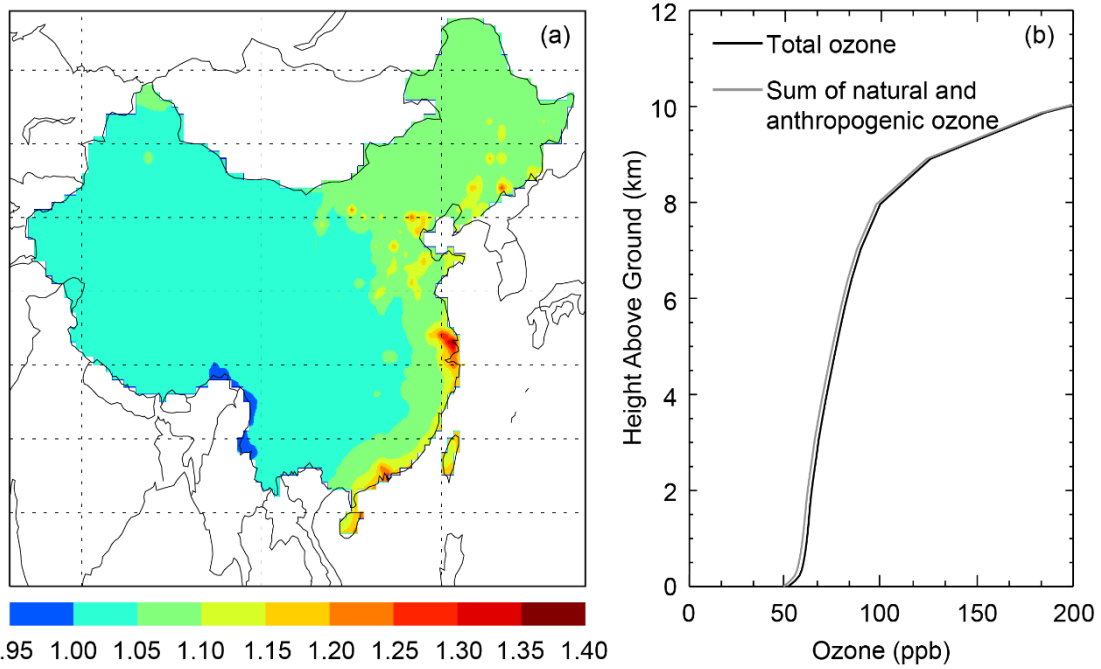 (a)
.95 1.00 1.05 1.10 1.15 1.20 1.25 1.30 1.35 1.40
(b)
Total ozone
Sum of natural and
anthropogenic ozone
Height Above Ground (km)
12
10
8
6
4
2
0
0 50 100 150 200
Ozone (ppb)